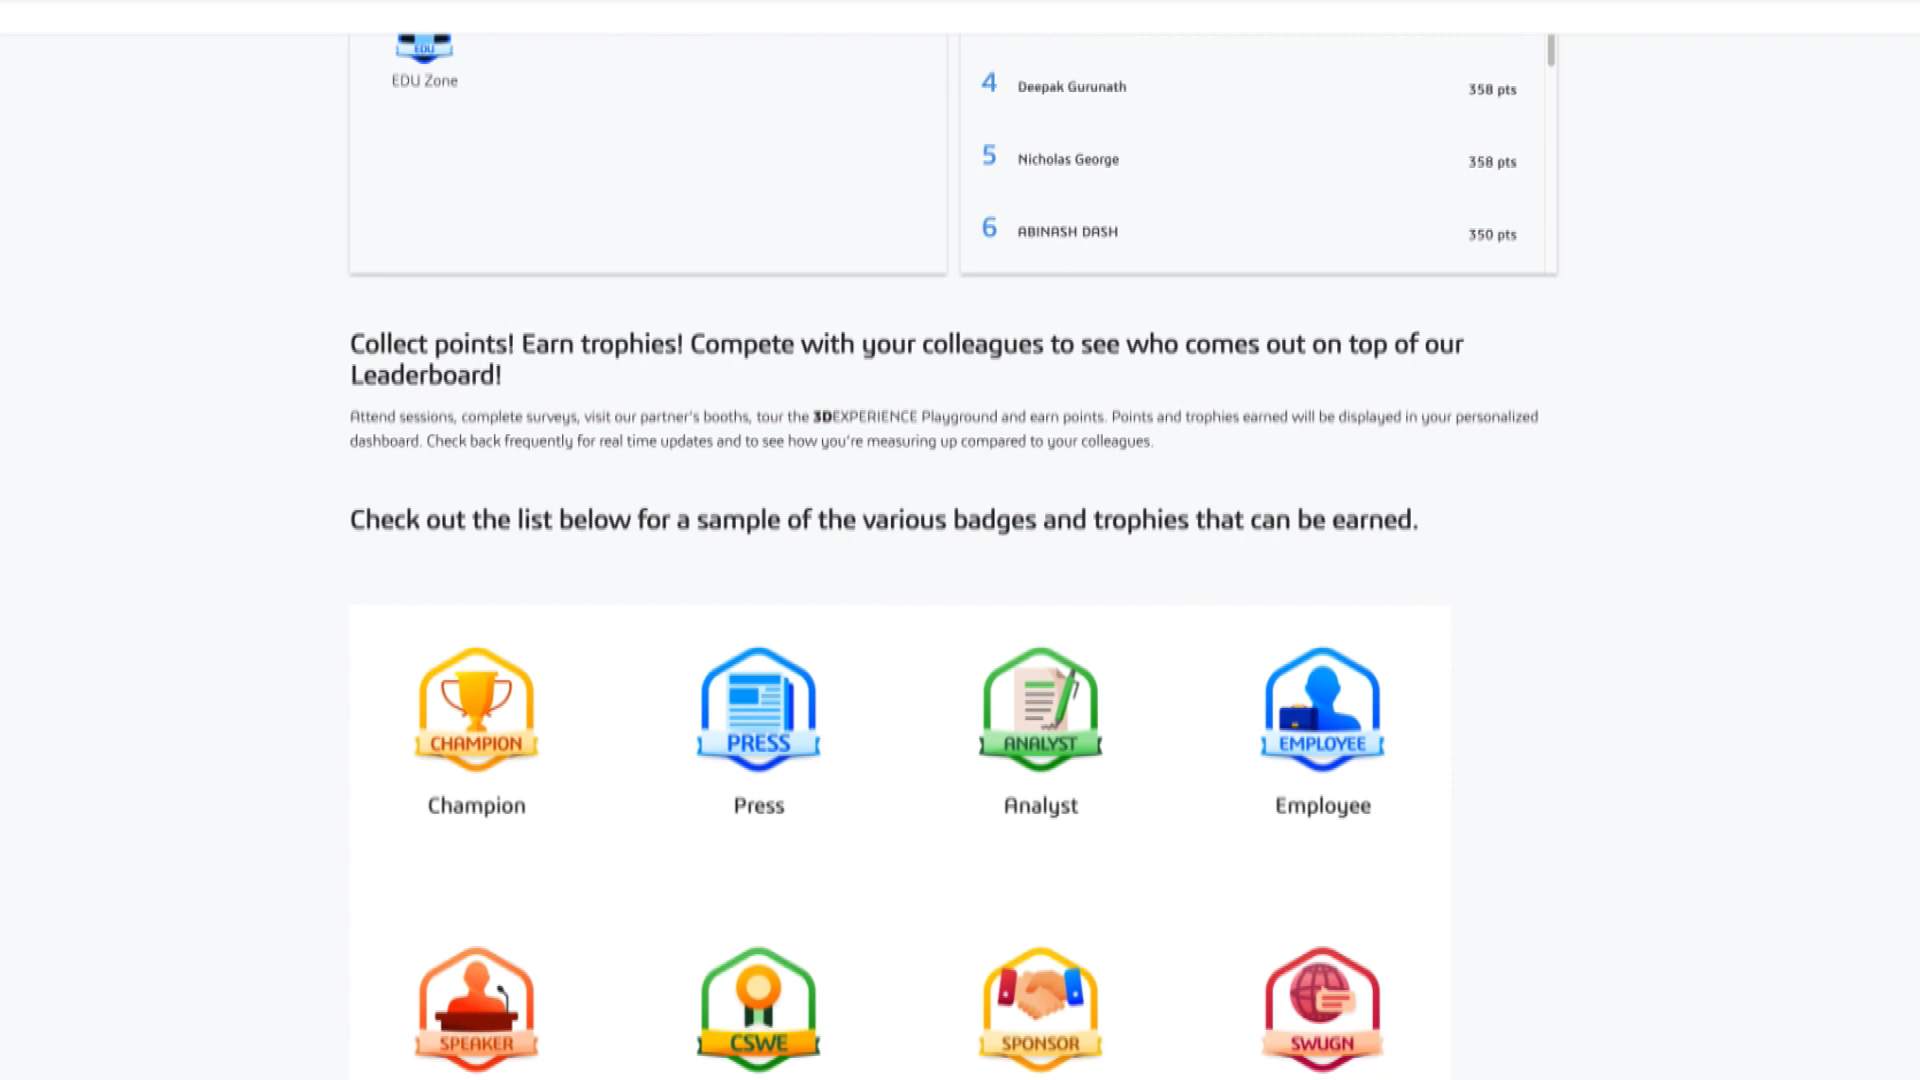 EDU
EDU Zone
4 Deepak Gurunath 358 pts
5 Nicholas George 358 pts
6 ABINASH DASH 350 pts
Collect points! Earn trophies! Compete with your colleagues to see who comes out on top of our
Leaderboard!
Attend sessions, complete surveys, visit our partner's booths, tour the 3DEXPERIENCE Playground and earn points. Points and trophies earned will be displayed in your personalized
dashboard. Check back frequently for real time updates and to see how you're measuring up compared to your colleagues.
Check out the list below for a sample of the various badges and trophies that can be earned.
CHAMPION PRESS ANALYST EMPLOYEE
Champion Press Analyst Employee
SPEAKER CSWE SPONSOR SWUGN